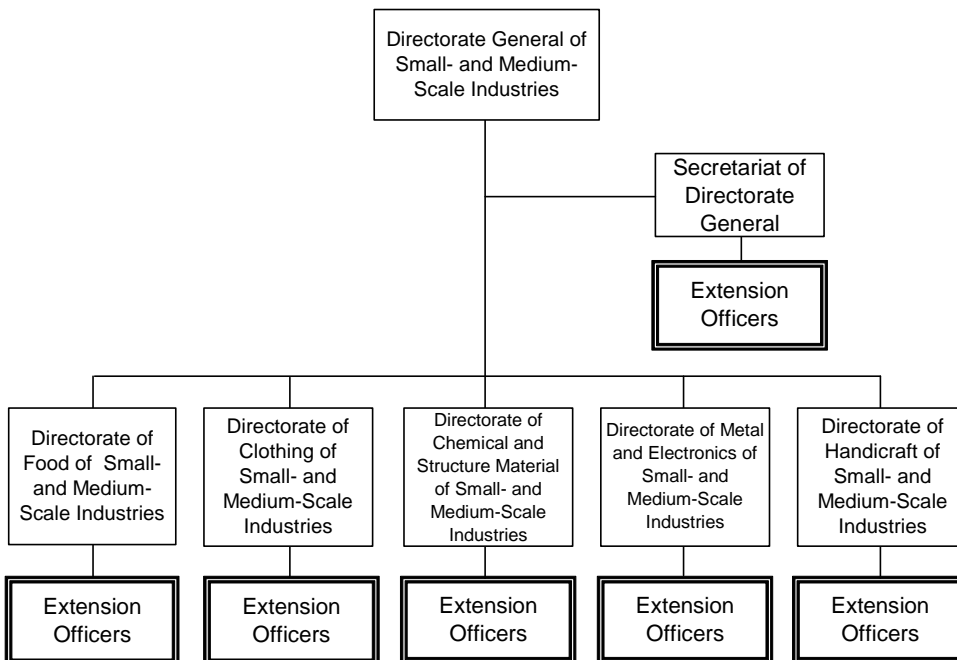 Directorate General of
Small- and Medium-
Scale Industries
Secretariat of
Directorate
General
Extension
Officers
Directorate of
Food of Small-
and Medium-
Scale Industries
Directorate of
Clothing of
Small- and
Medium-Scale
Industries
Directorate of
Chemical and
Structure Material
of Small- and
Medium-Scale
Industries
Directorate of Metal
and Electronics of
Small- and
Medium-Scale
Industries
Directorate of
Handicraft of
Small- and
Medium-Scale
Industries
Extension
Officers
Extension
Officers
Extension
Officers
Extension
Officers
Extension
Officers